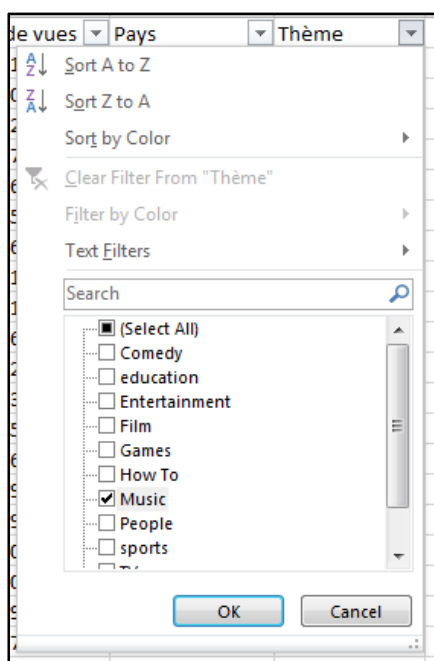 de vues Pays Thème
Sort A to Z
Sort Z to A
Sort by Color
Clear Filter From "Thème"
Filter by Color
Text Filters
Search
(Select All)
Comedy
education
Entertainment
Film
Games
How To
Music
People
sports
OK Cancel